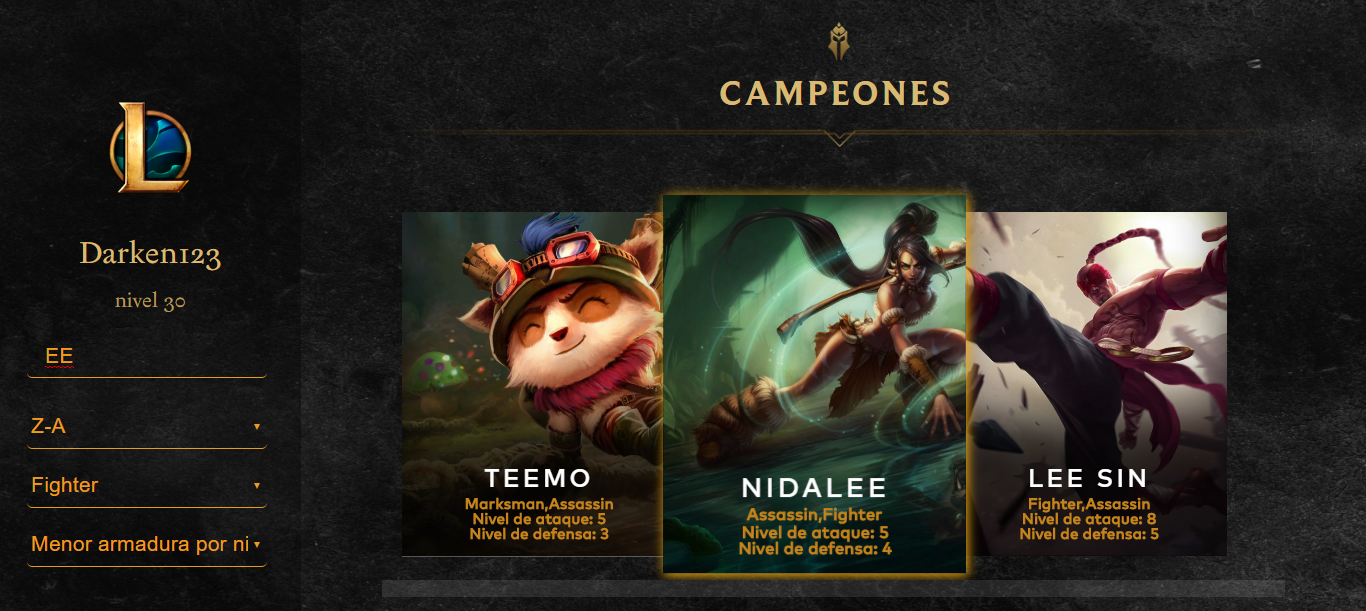 CAMPEONES
Darken123
nivel 30
EE
Z-A
Fighter
Menor armadura por ni
TEEMO
Marksman,Assassin
Nivel de ataque: 5
Nivel de defensa: 3
NIDALEE
Assassin,Fighter
Nivel de ataque: 5
Nivel de defensa: 4
LEE SIN
Fighter,Assassin
Nivel de ataque: 8
Nivel de defensa: 5